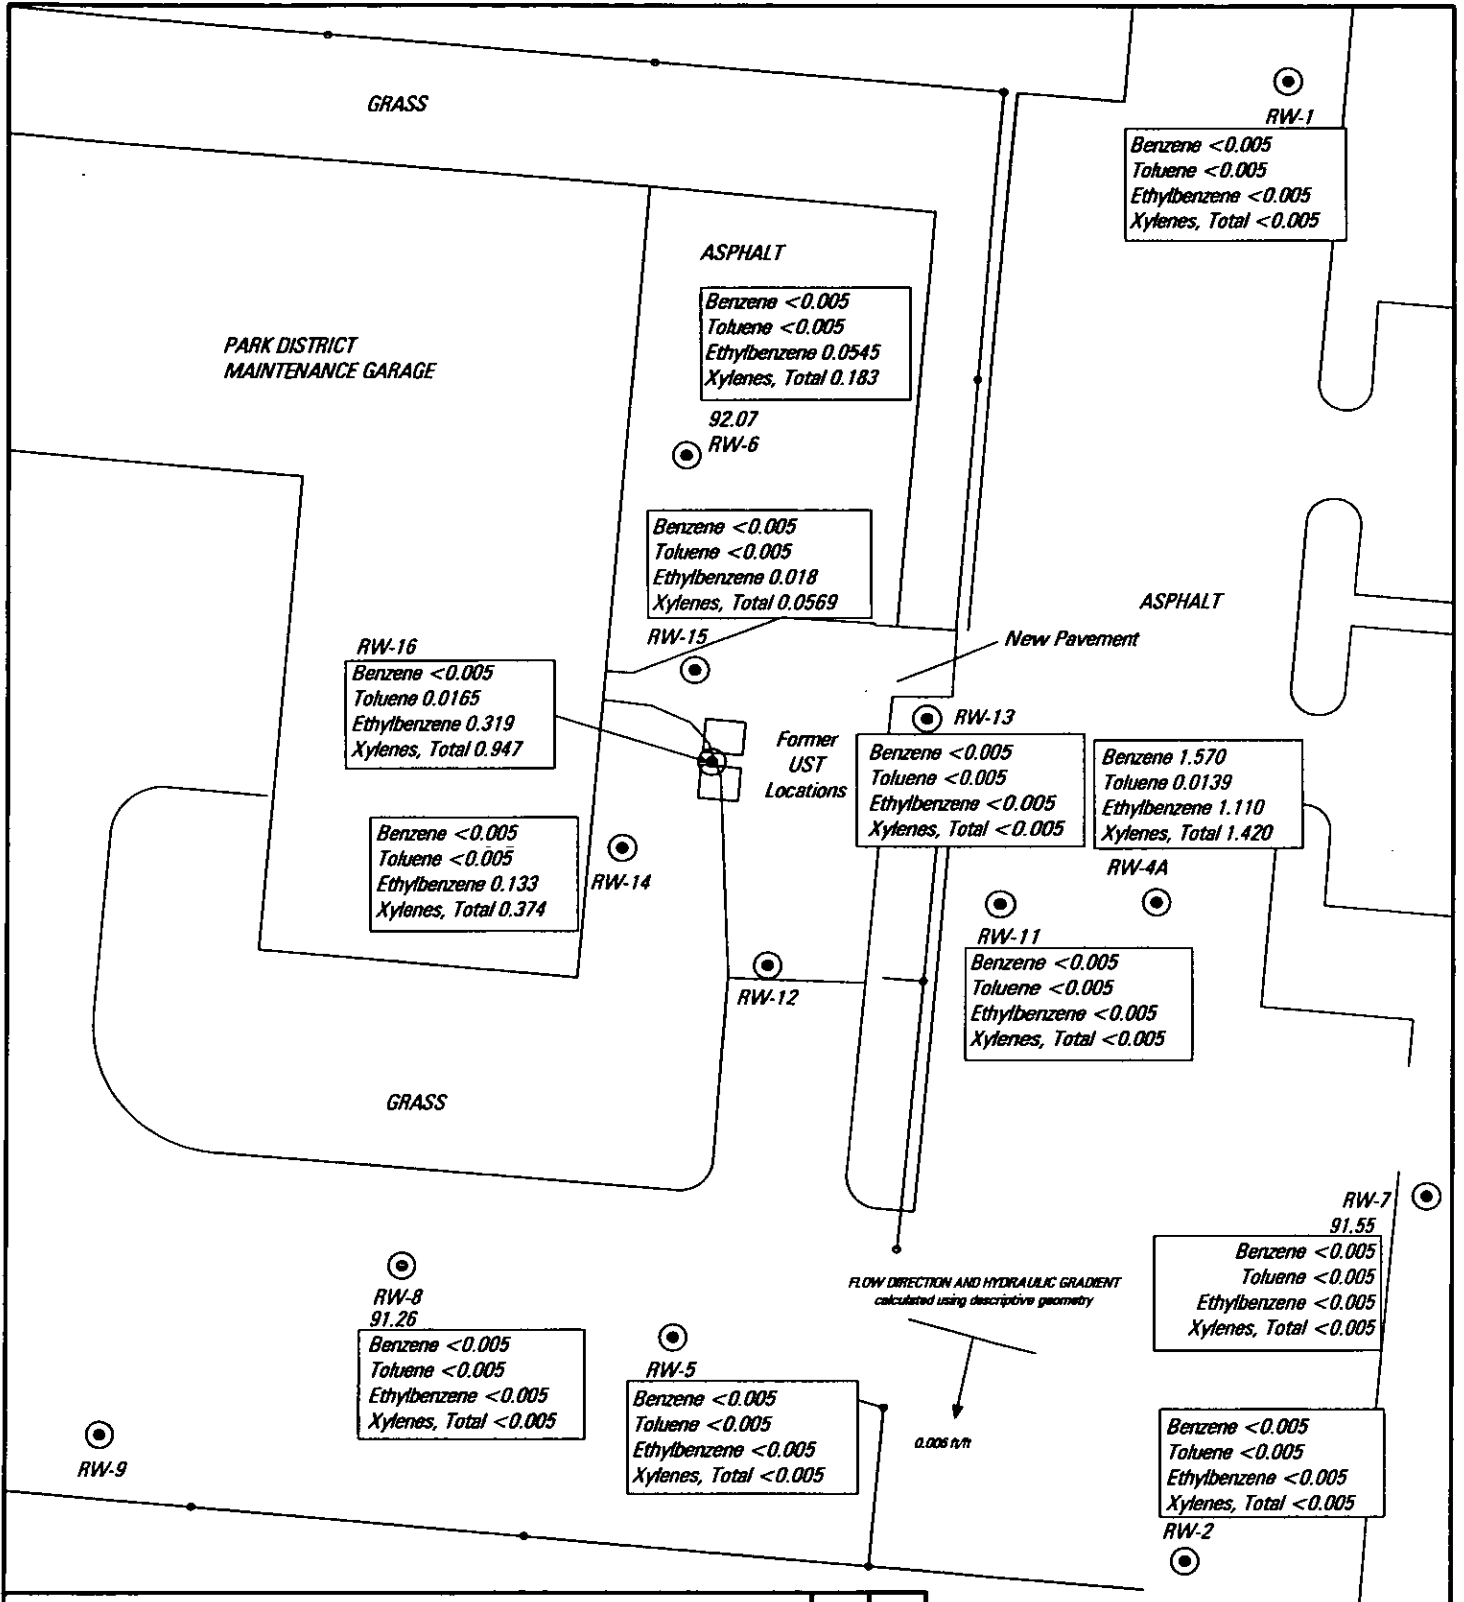 GRASS
RW-1
Benzene <0.005
Toluene <0.005
Ethylbenzene <0.005
Xylenes, Total <0.005
ASPHALT
Benzene <0.005
Toluene <0.005
Ethylbenzene 0.0545
Xylenes, Total 0.183
PARK DISTRICT
MAINTENANCE GARAGE
92.07
RW-6
Benzene <0.005
Toluene <0.005
Ethylbenzene 0.018
Xylenes, Total 0.0569
ASPHALT
RW-15
New Pavement
RW-16
Benzene <0.005
Toluene 0.0165
Ethylbenzene 0.319
Xylenes, Total 0.947
RW-13
Former
UST
Locations
Benzene <0.005
Toluene <0.005
Ethylbenzene <0.005
Xylenes, Total <0.005
Benzene 1.570
Toluene 0.0139
Ethylbenzene 1.110
Xylenes, Total 1.420
RW-4A
Benzene <0.005
Toluene <0.005
Ethylbenzene 0.133
Xylenes, Total 0.374
RW-14
RW-11
Benzene <0.005
Toluene <0.005
Ethylbenzene <0.005
Xylenes, Total <0.005
RW-12
GRASS
RW-7
91.55
Benzene <0.005
Toluene <0.005
Ethylbenzene <0.005
Xylenes, Total <0.005
FLOW DIRECTION AND HYDRAULIC GRADIENT
calculated using descriptive geometry
0.006 ft/ft
RW-8
91.26
Benzene <0.005
Toluene <0.005
Ethylbenzene <0.005
Xylenes, Total <0.005
RW-5
Benzene <0.005
Toluene <0.005
Ethylbenzene <0.005
Xylenes, Total <0.005
RW-9
Benzene <0.005
Toluene <0.005
Ethylbenzene <0.005
Xylenes, Total <0.005
RW-2